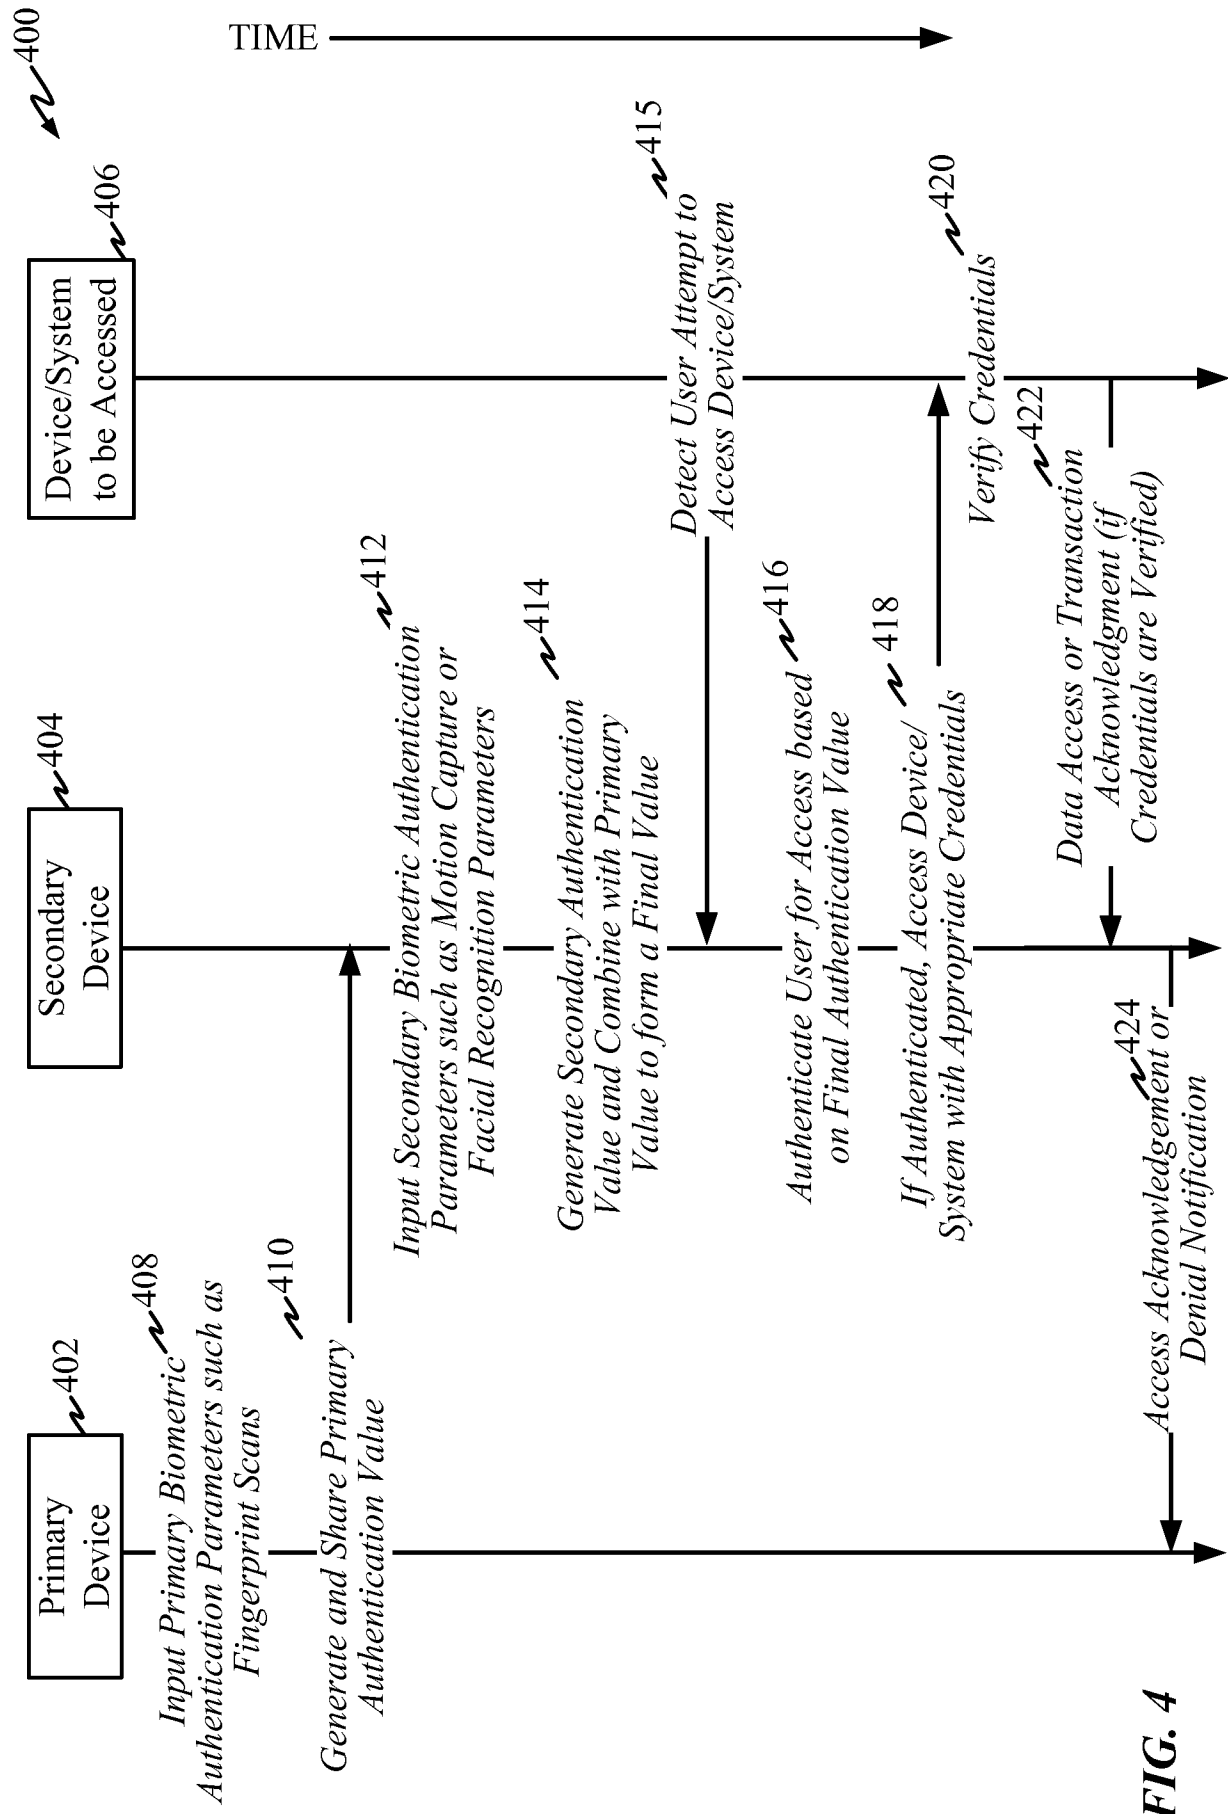 400
TIME
Primary
Device
402
Secondary
Device
404
Device/System
to be Accessed
406
Input Primary Biometric
Authentication Parameters such as
Fingerprint Scans
408
Generate and Share Primary
Authentication Value
410
Input Secondary Biometric Authentication
Parameters such as Motion Capture or
Facial Recognition Parameters
412
Generate Secondary Authentication
Value and Combine with Primary
Value to form a Final Value
414
Detect User Attempt to
Access Device/System
415
Authenticate User for Access based
on Final Authentication Value
416
If Authenticated, Access Device/
System with Appropriate Credentials
418
Verify Credentials
420
Data Access or Transaction
Acknowledgment (if
Credentials are Verified)
422
Access Acknowledgement or
Denial Notification
424
FIG. 4